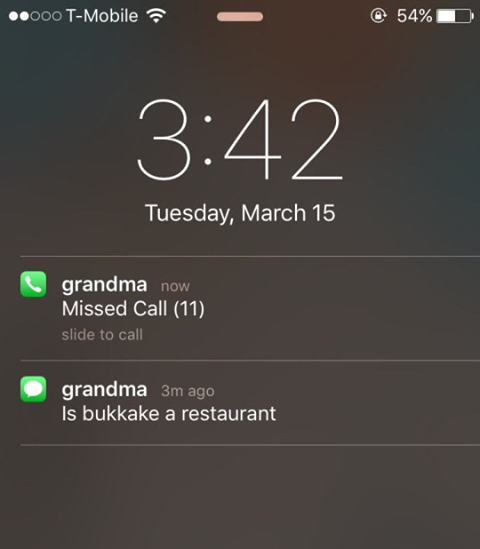 T-Mobile 54%
3:42
Tuesday, March 15
grandma now
Missed Call (11)
slide to call
grandma 3m ago
Is bukkake a restaurant